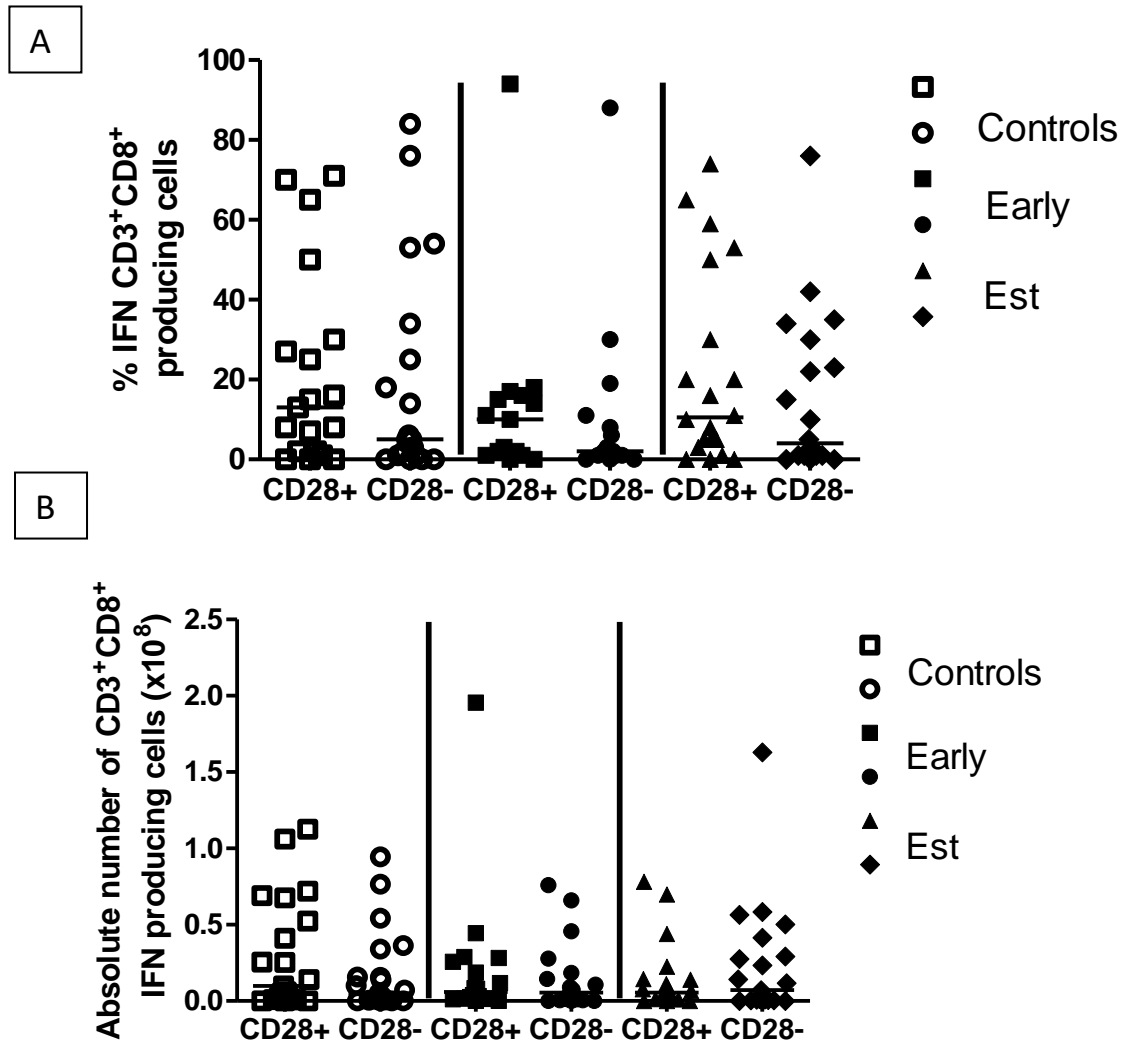 A
% IFN CD3⁺CD8⁺
producing cells
100
80
60
40
20
0
CD28+ CD28- CD28+ CD28- CD28+ CD28-
Controls
Early
Est
B
Absolute number of CD3⁺CD8⁺
IFN producing cells (x10⁸)
2.5
2.0
1.5
1.0
0.5
0.0
CD28+ CD28- CD28+ CD28- CD28+ CD28-
Controls
Early
Est